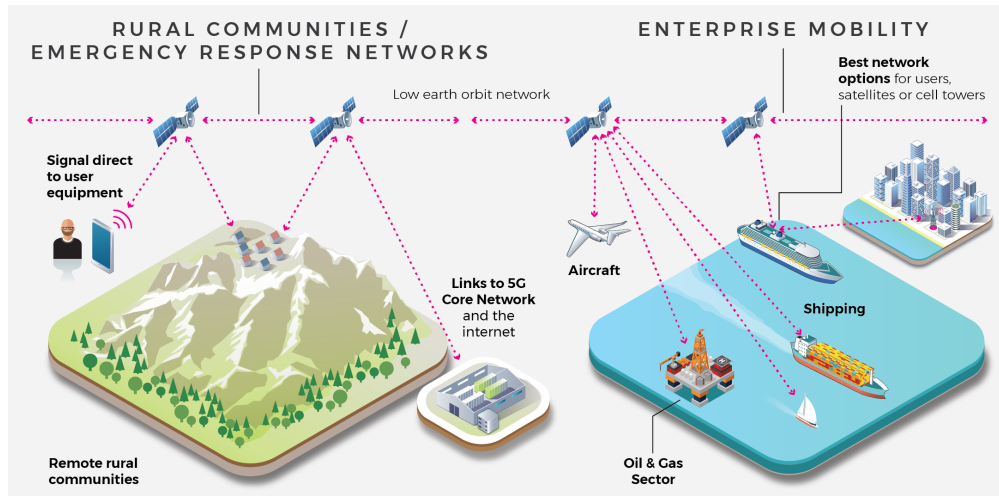 RURAL COMMUNITIES /
EMERGENCY RESPONSE NETWORKS
ENTERPRISE MOBILITY
Best network
options for users,
satellites or cell towers
Low earth orbit network
Signal direct
to user
equipment
Aircraft
Links to 5G
Core Network
and the
internet
Shipping
Remote rural
communities
Oil & Gas
Sector